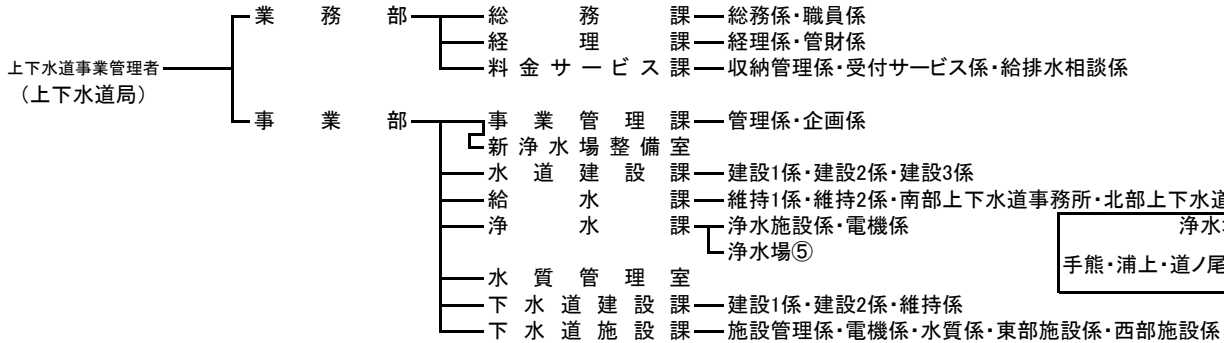 業務部 総務課 総務係・職員係
経理課 経理係・管財係
上下水道事業管理者 料金サービス課 収納管理係・受付サービス係・給排水相談係
（上下水道局）
事業部 事業管理課 管理係・企画係
新浄水場整備室
水道建設課 建設1係・建設2係・建設3係
給水課 維持1係・維持2係・南部上下水道事務所・北部上下水道
浄水課 浄水施設係・電機係 浄水
浄水場⑤
手熊・浦上・道ノ尾
水質管理室
下水道建設課 建設1係・建設2係・維持係
下水道施設課 施設管理係・電機係・水質係・東部施設係・西部施設係